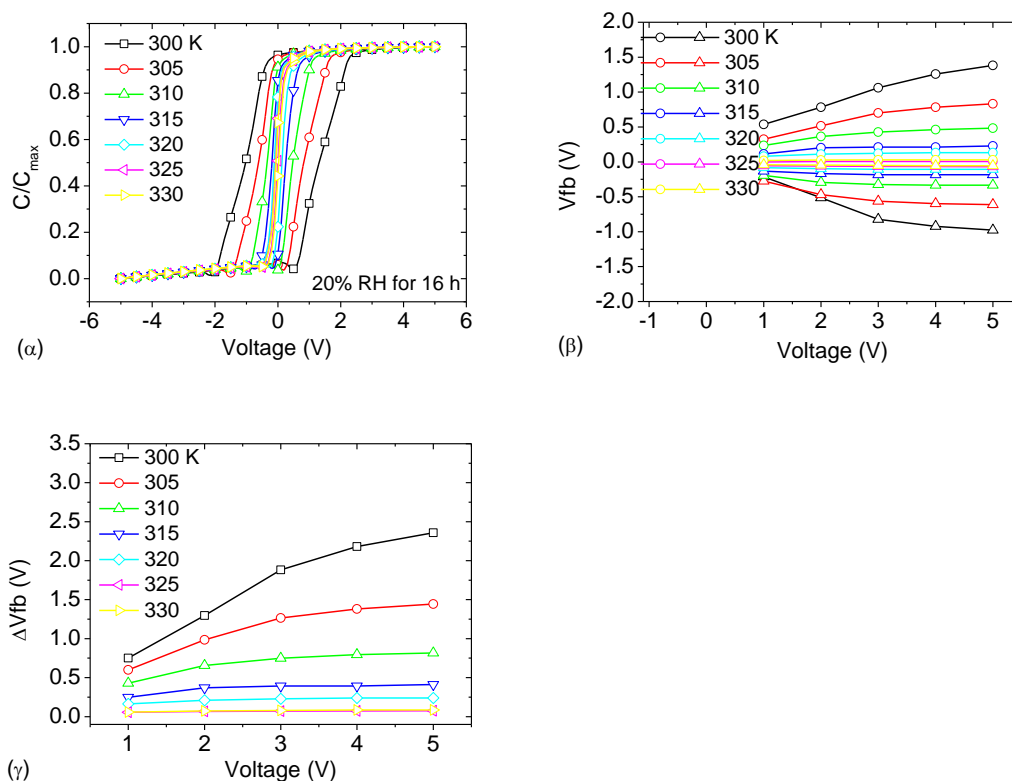 1.0
0.8
0.6
0.4
0.2
0.0
C/C_max
300 K
305
310
315
320
325
330
20% RH for 16 h
-6 -4 -2 0 2 4 6
Voltage (V)
(α)
2.0
1.5
1.0
0.5
0.0
-0.5
-1.0
-1.5
-2.0
Vfb (V)
300 K
305
310
315
320
325
330
-1 0 1 2 3 4 5
Voltage (V)
(β)
3.5
3.0
2.5
2.0
1.5
1.0
0.5
0.0
ΔVfb (V)
300 K
305
310
315
320
325
330
1 2 3 4 5
Voltage (V)
(γ)